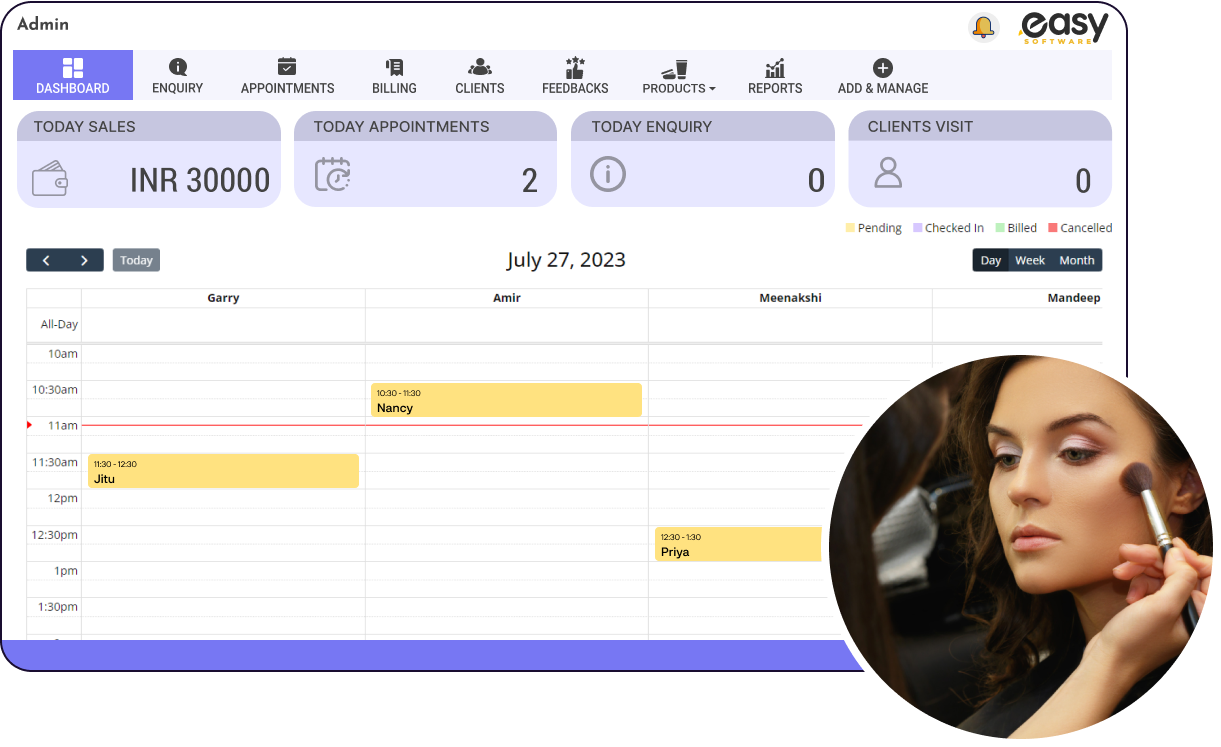 Admin
easy
SOFTWARE
DASHBOARD
ENQUIRY
APPOINTMENTS
BILLING
CLIENTS
FEEDBACKS
PRODUCTS
REPORTS
ADD & MANAGE
TODAY SALES
INR 30000
TODAY APPOINTMENTS
2
TODAY ENQUIRY
0
CLIENTS VISIT
0
Pending
Checked In
Billed
Cancelled
Today
July 27, 2023
Day
Week
Month
Garry
Amir
Meenakshi
Mandeep
All-Day
10am
10:30am
10:30 - 11:30
Nancy
11am
11:30am
11:30 - 12:30
Jitu
12pm
12:30pm
12:30 - 1:30
Priya
1pm
1:30pm